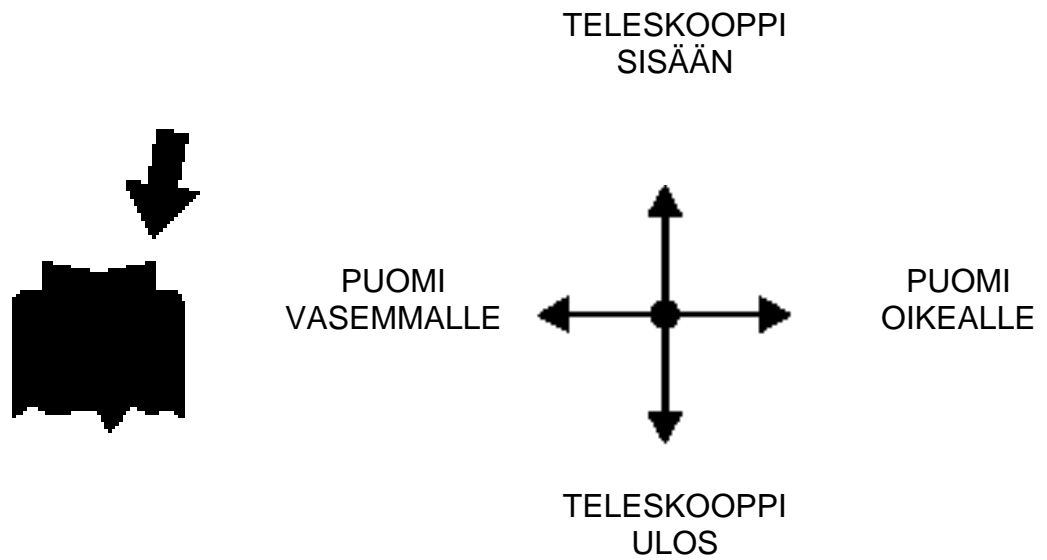 TELESKOOPPI
SISÄÄN
PUOMI
VASEMMALLE
PUOMI
OIKEALLE
TELESKOOPPI
ULOS